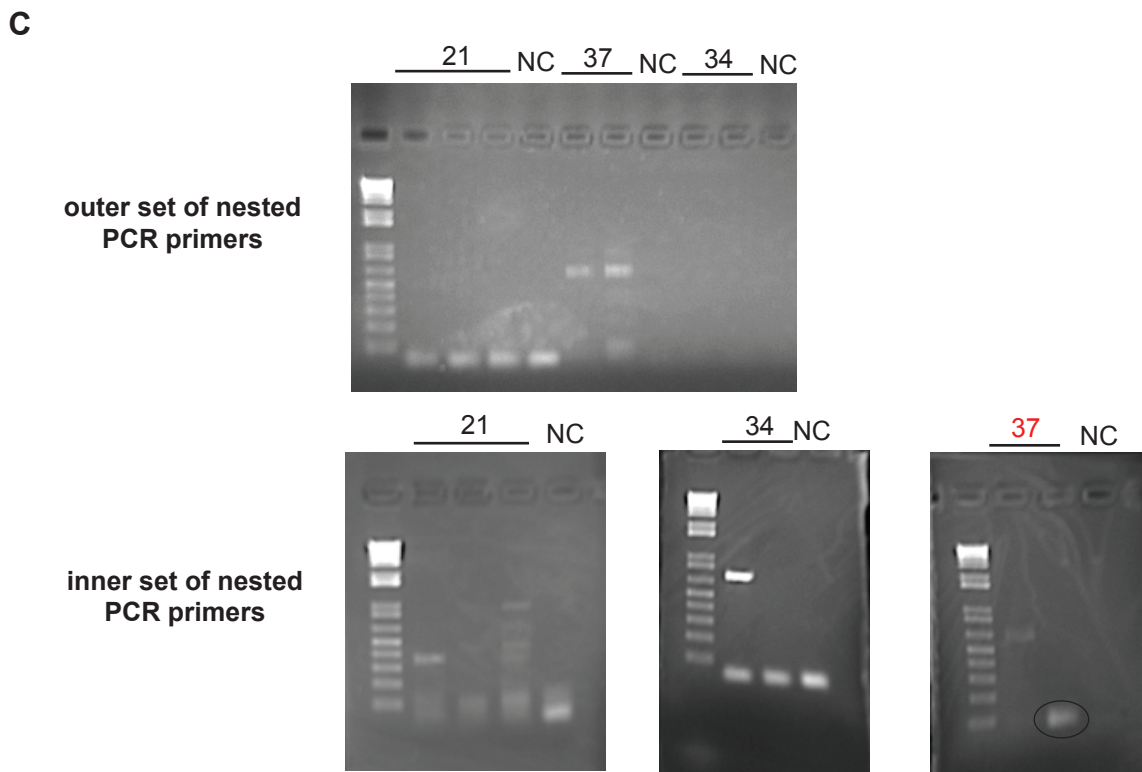 C
21 NC 37 NC 34 NC
outer set of nested
PCR primers
21 NC
34 NC
37 NC
inner set of nested
PCR primers